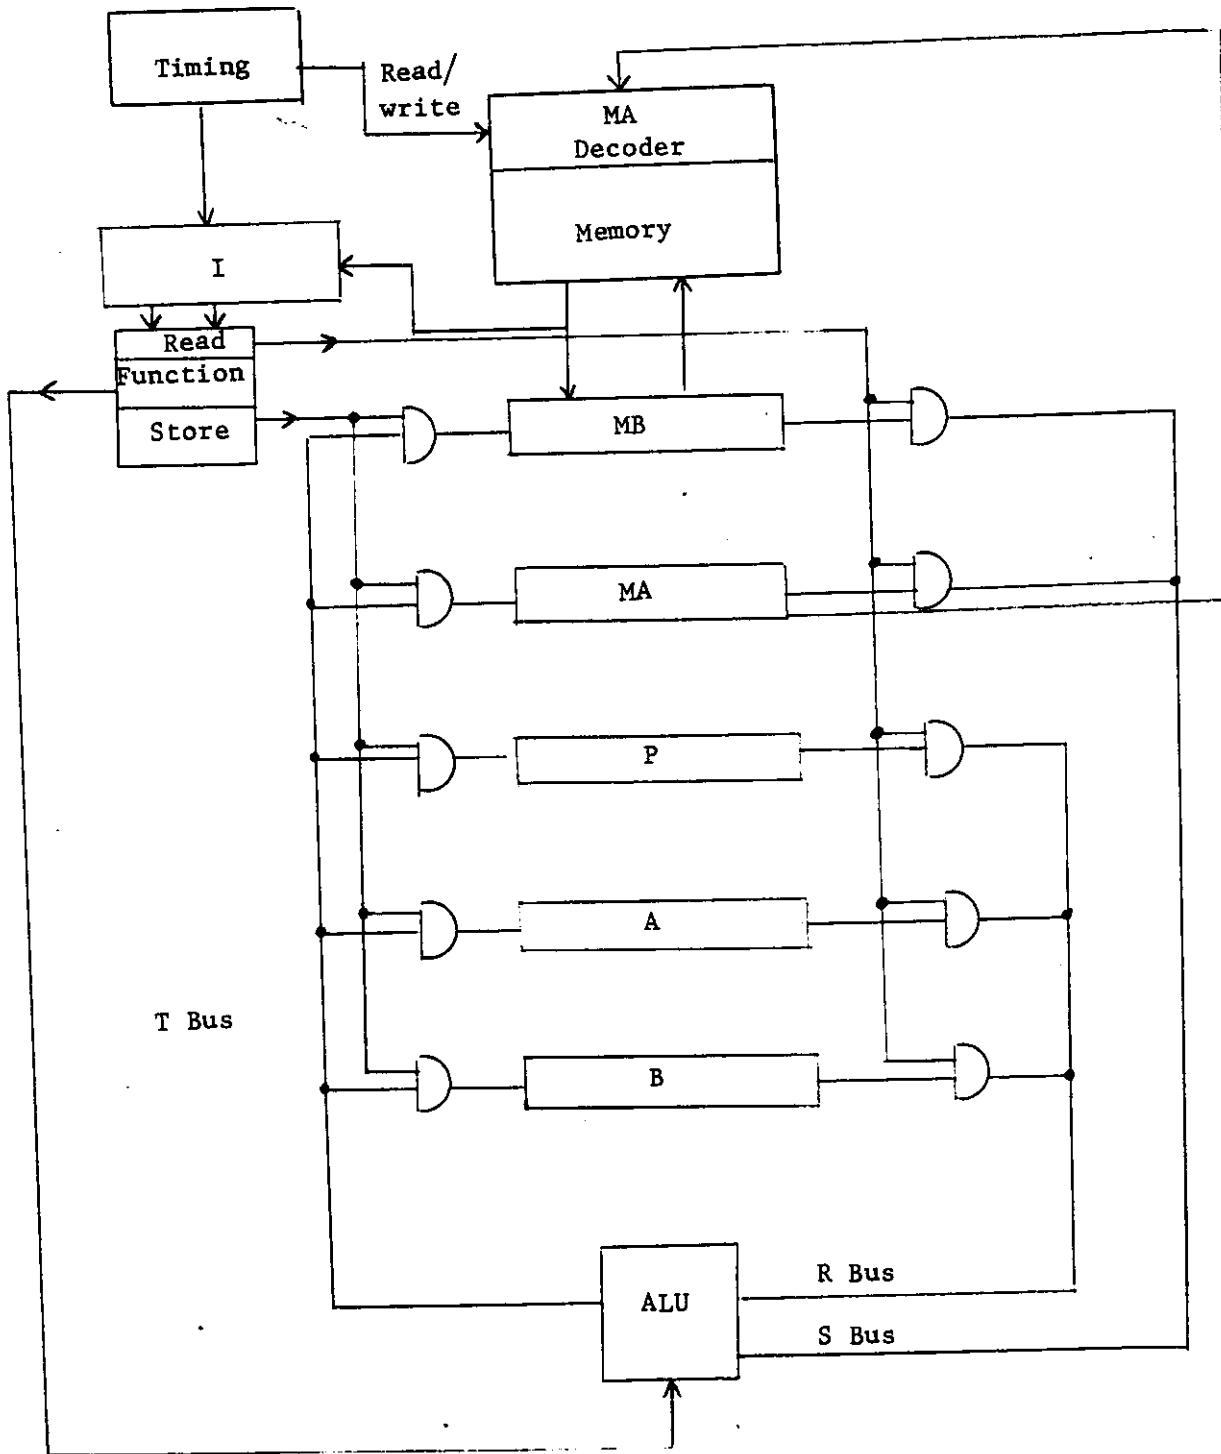 Timing
Read/
write
MA
Decoder
Memory
I
Read
Function
Store
MB
MA
P
A
T Bus
B
R Bus
ALU
S Bus